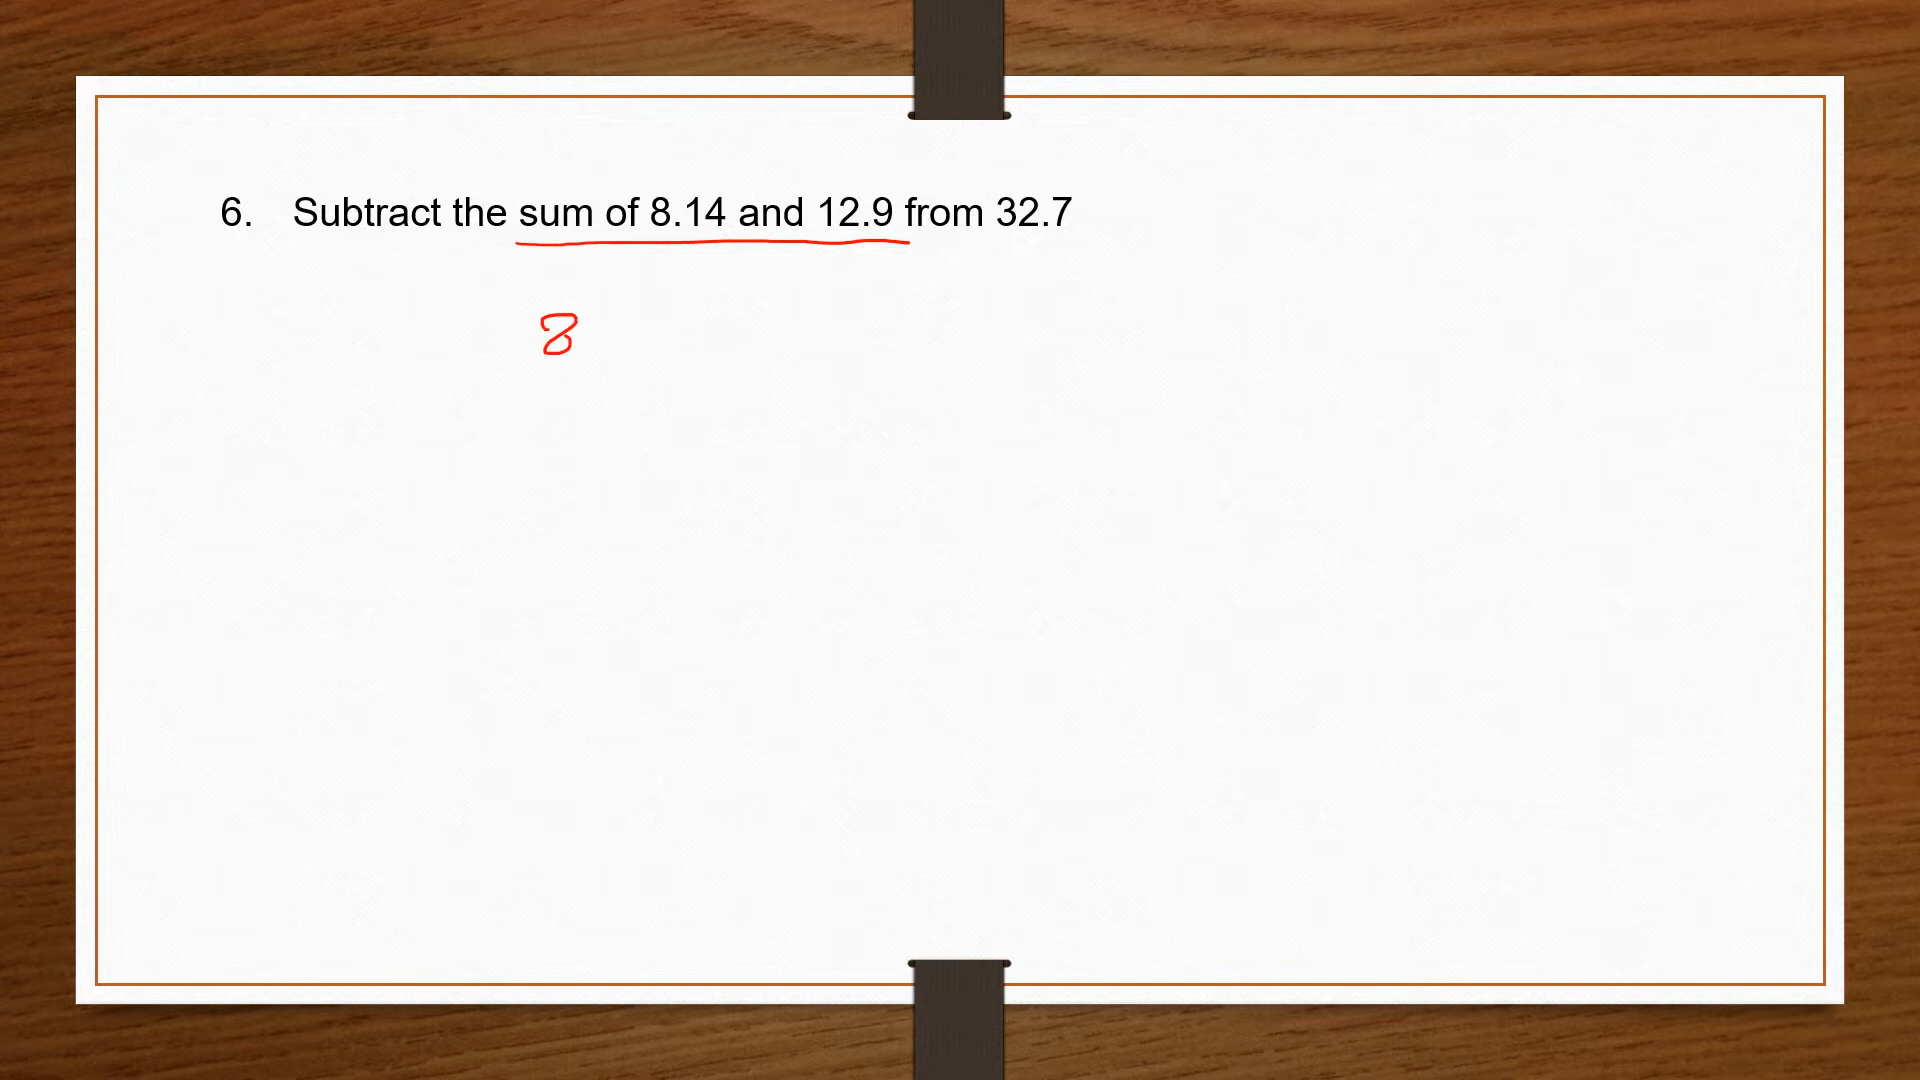 6. Subtract the sum of 8.14 and 12.9 from 32.7
8